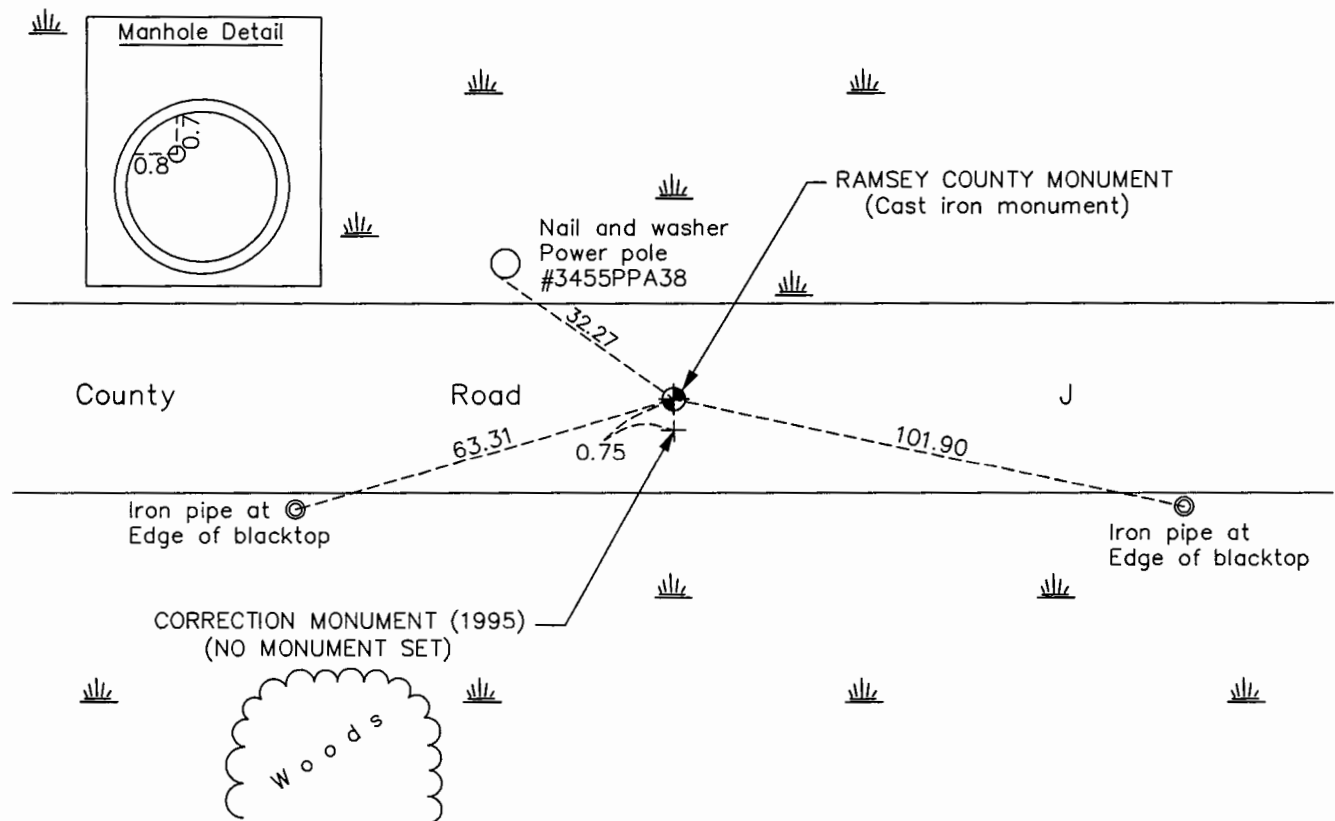 Manhole Detail
0.7
0.8
RAMSEY COUNTY MONUMENT
(Cast iron monument)
Nail and washer
Power pole
#3455PPA38
32.27
County Road J
63.31
0.75
101.90
Iron pipe at
Edge of blacktop
Iron pipe at
Edge of blacktop
CORRECTION MONUMENT (1995)
(NO MONUMENT SET)
Woods